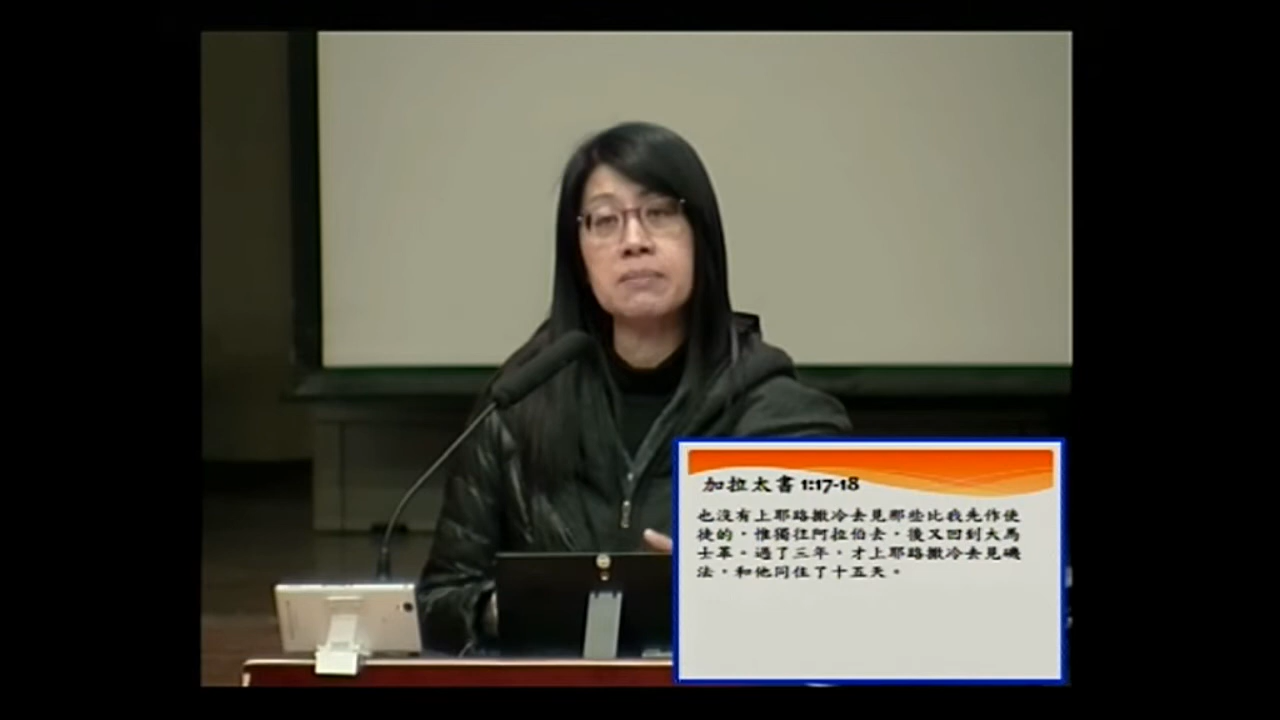 加拉太書 1:17-18
也沒有上耶路撒冷去見那些比我先作使
徒的，惟獨往阿拉伯去，後又回到大馬
士革。過了三年，才上耶路撒冷去見磯
法，和他同住了十五天。